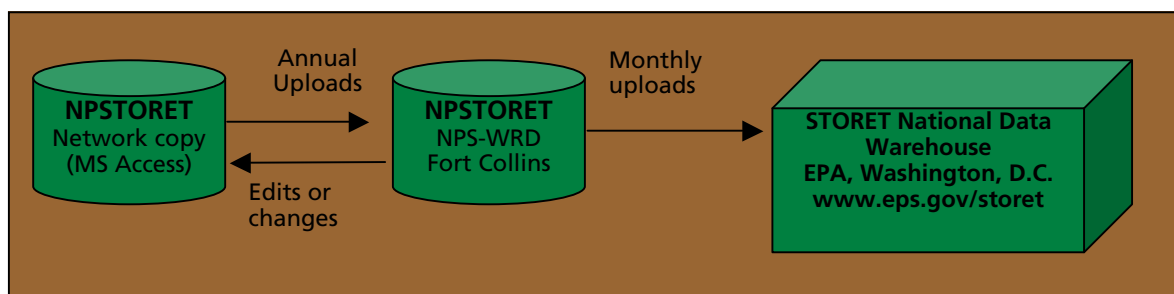 NPSTORET
Network copy
(MS Access)
Annual
Uploads
Edits or
changes
NPSTORET
NPS-WRD
Fort Collins
Monthly
uploads
STORET National Data
Warehouse
EPA, Washington, D.C.
www.eps.gov/storet